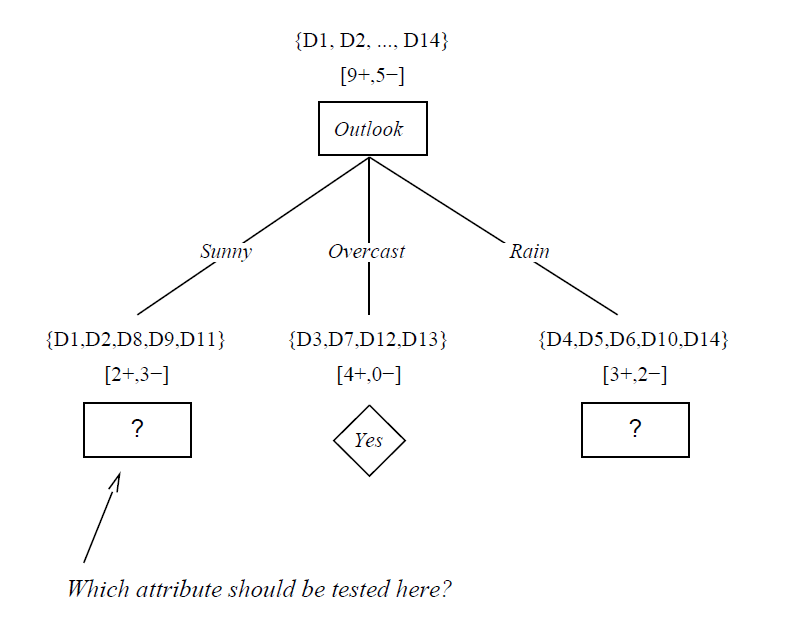 {D1, D2, ..., D14}
[9+,5−]
Outlook
Sunny Overcast Rain
{D1,D2,D8,D9,D11} {D3,D7,D12,D13} {D4,D5,D6,D10,D14}
[2+,3−] [4+,0−] [3+,2−]
? Yes ?
Which attribute should be tested here?